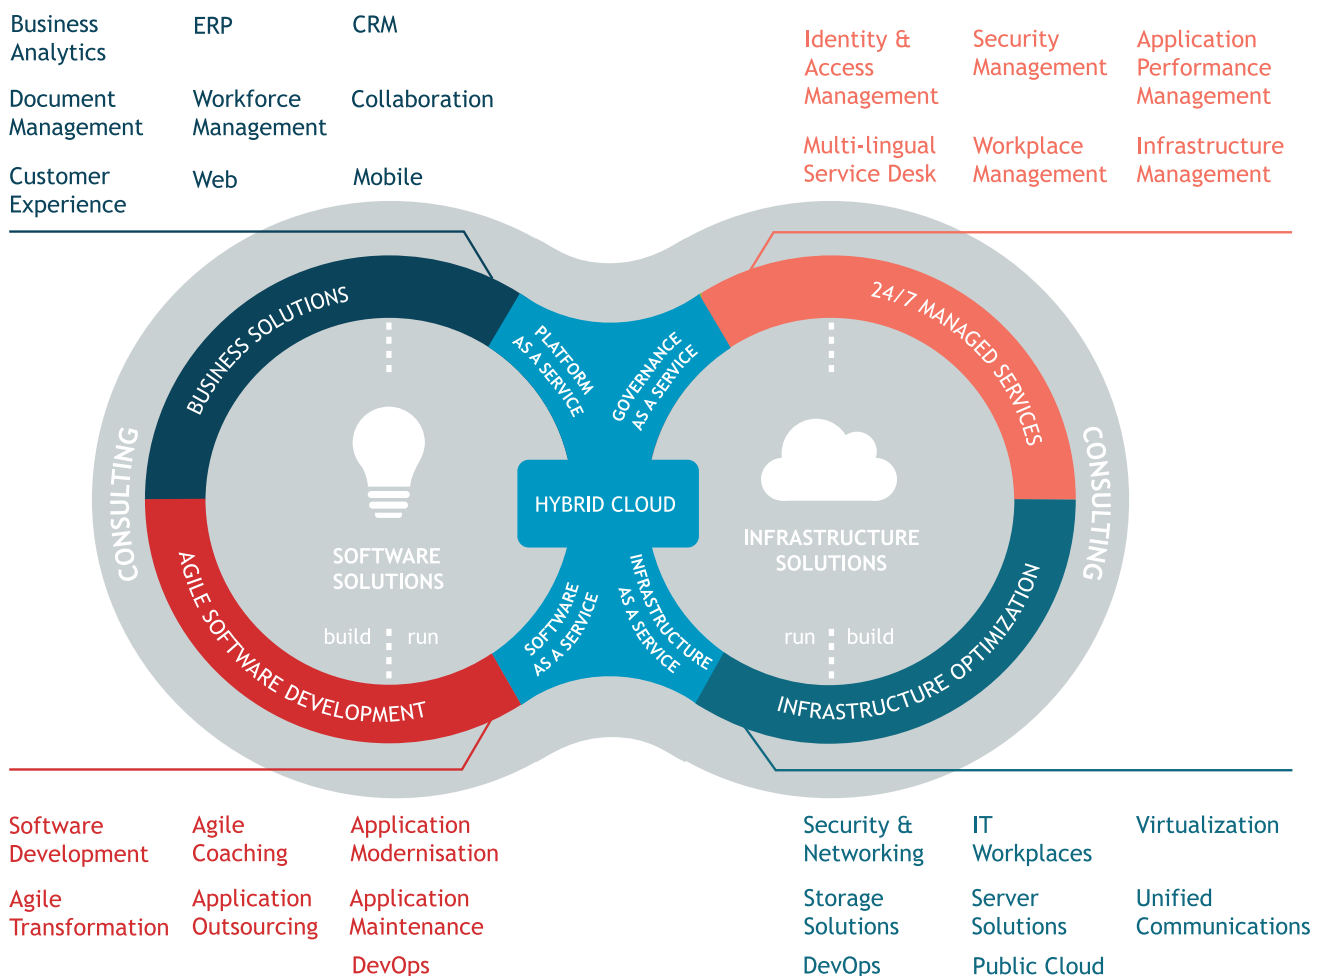 Business
Analytics
ERP
CRM
Document
Management
Workforce
Management
Collaboration
Customer
Experience
Web
Mobile
Identity &
Access
Management
Security
Management
Application
Performance
Management
Multi-lingual
Service Desk
Workplace
Management
Infrastructure
Management
BUSINESS SOLUTIONS
PLATFORM
AS A SERVICE
GOVERNANCE
AS A SERVICE
24/7 MANAGED SERVICES
CONSULTING
CONSULTING
HYBRID CLOUD
SOFTWARE
SOLUTIONS
INFRASTRUCTURE
SOLUTIONS
build
run
run
build
AGILE SOFTWARE DEVELOPMENT
SOFTWARE
AS A SERVICE
INFRASTRUCTURE
AS A SERVICE
INFRASTRUCTURE OPTIMIZATION
Software
Development
Agile
Coaching
Application
Modernisation
Agile
Transformation
Application
Outsourcing
Application
Maintenance
DevOps
Security &
Networking
IT
Workplaces
Virtualization
Storage
Solutions
Server
Solutions
Unified
Communications
DevOps
Public Cloud